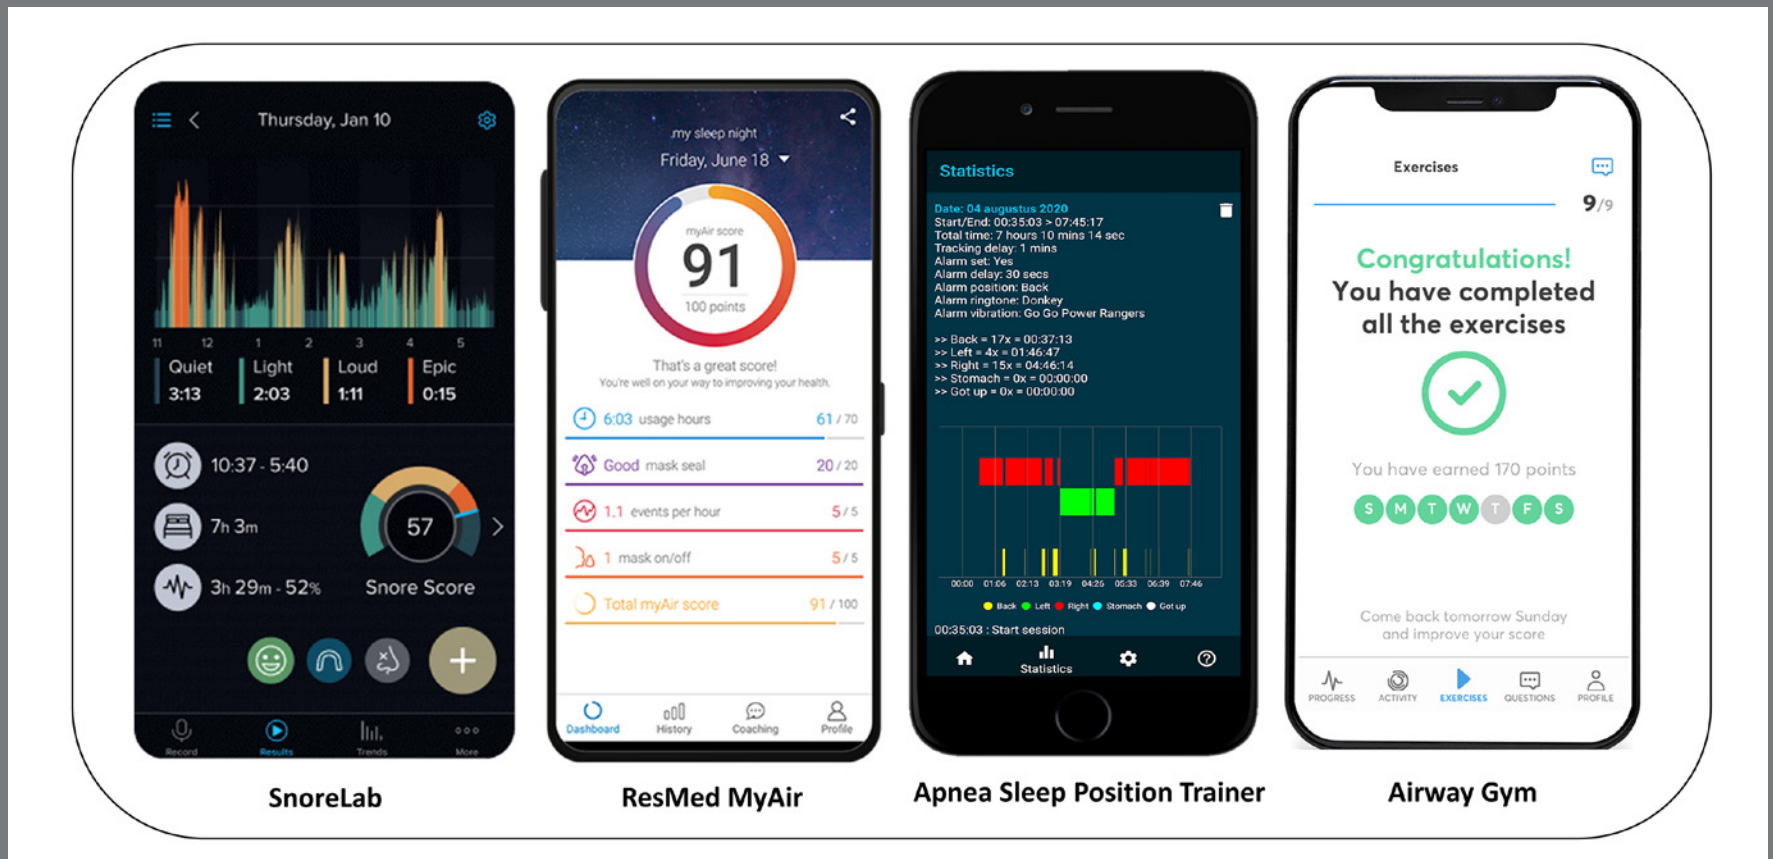 Thursday, Jan 10
11 12 1 2 3 4 5
Quiet Light Loud Epic
3:13 2:03 1:11 0:15
10:37 - 5:40
7h 3m
3h 29m - 52%
57
Snore Score
Record Results Trends More
SnoreLab
my sleep night
Friday, June 18
myAir score
91
100 points
That's a great score!
You're well on your way to improving your health.
6:03 usage hours 61 / 70
Good mask seal 20 / 20
1.1 events per hour 5 / 5
1 mask on/off 5 / 5
Total myAir score 91 / 100
Dashboard History Coaching Profile
ResMed MyAir
Statistics
Date: 04 augustus 2020
Start/End: 00:35:03 > 07:45:17
Total time: 7 hours 10 mins 14 sec
Tracking delay: 1 mins
Alarm set: Yes
Alarm delay: 30 secs
Alarm position: Back
Alarm ringtone: Donkey
Alarm vibration: Go Go Power Rangers
>> Back = 17x = 00:37:13
>> Left = 4x = 01:46:47
>> Right = 15x = 04:46:14
>> Stomach = 0x = 00:00:00
>> Got up = 0x = 00:00:00
00:00 01:06 02:13 03:19 04:26 05:33 06:39 07:46
Back Left Right Stomach Got up
00:35:03 : Start session
Statistics
Apnea Sleep Position Trainer
Exercises
9/9
Congratulations!
You have completed
all the exercises
You have earned 170 points
S M T W T F S
Come back tomorrow Sunday
and improve your score
PROGRESS ACTIVITY EXERCISES QUESTIONS PROFILE
Airway Gym